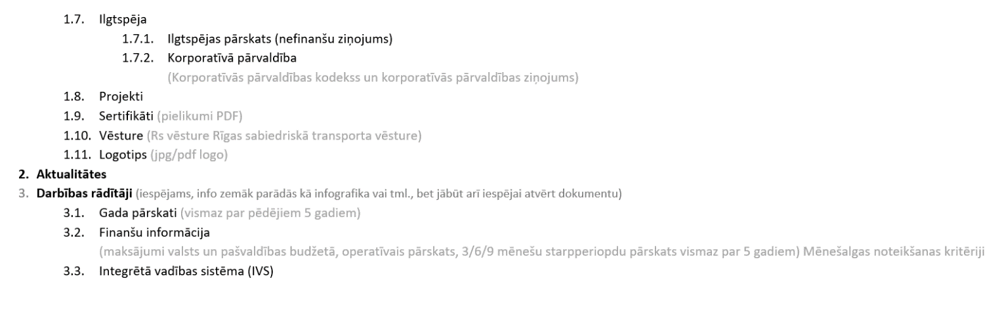 1.7. Ilgtspēja
1.7.1. Ilgtspējas pārskats (nefinanšu ziņojums)
1.7.2. Korporatīvā pārvaldība
(Korporatīvās pārvaldības kodekss un korporatīvās pārvaldības ziņojums)
1.8. Projekti
1.9. Sertifikāti (pielikumi PDF)
1.10. Vēsture (Rs vēsture Rīgas sabiedriskā transporta vēsture)
1.11. Logotips (jpg/pdf logo)
2. Aktualitātes
3. Darbības rādītāji (iespējams, info zemāk parādās kā infografika vai tml., bet jābūt arī iespējai atvērt dokumentu)
3.1. Gada pārskati (vismaz par pēdējiem 5 gadiem)
3.2. Finanšu informācija
(maksājumi valsts un pašvaldības budžetā, operatīvais pārskats, 3/6/9 mēnešu starpperiopdu pārskats vismaz par 5 gadiem) Mēnešalgas noteikšanas kritēriji
3.3. Integrētā vadības sistēma (IVS)